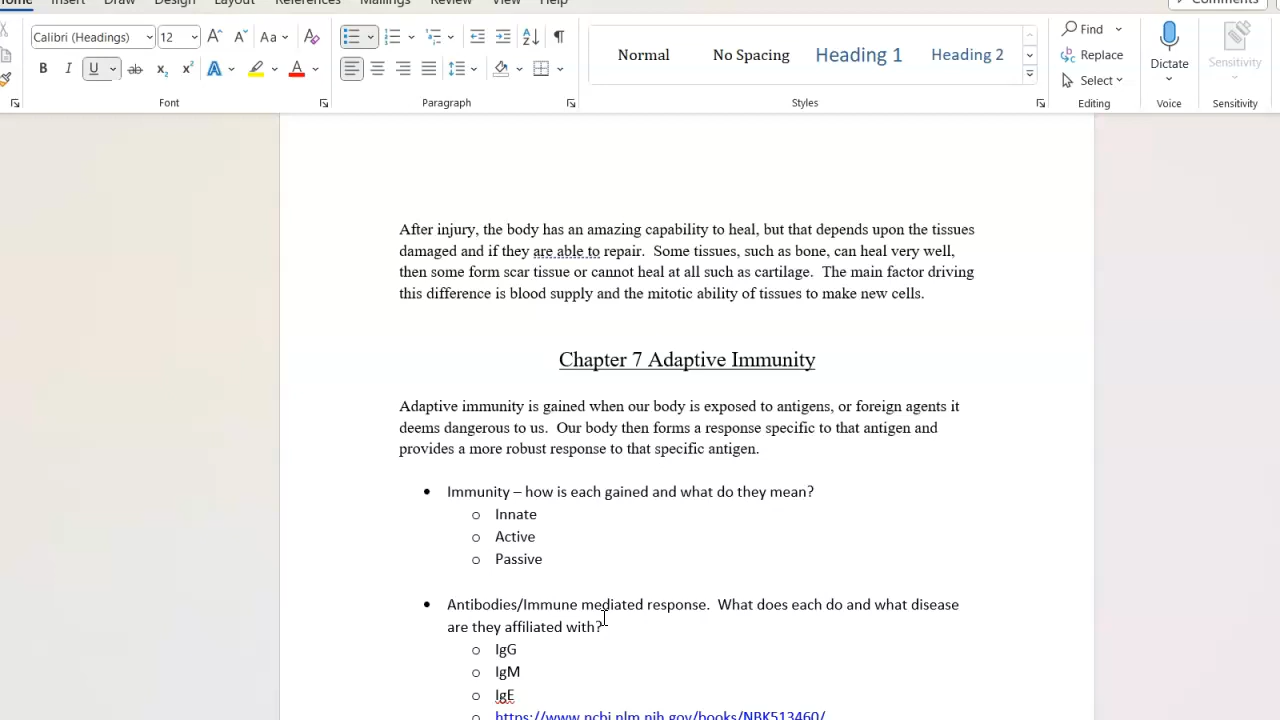 Home Insert Draw Design Layout References Mailings Review View Help Comments
Calibri (Headings) 12 Aa Find
Normal No Spacing Heading 1 Heading 2 Replace Dictate Sensitivity
B I U ab x₂ x² A A Select
Font Paragraph Styles Editing Voice Sensitivity
After injury, the body has an amazing capability to heal, but that depends upon the tissues
damaged and if they are able to repair.  Some tissues, such as bone, can heal very well,
then some form scar tissue or cannot heal at all such as cartilage.  The main factor driving
this difference is blood supply and the mitotic ability of tissues to make new cells.
Chapter 7 Adaptive Immunity
Adaptive immunity is gained when our body is exposed to antigens, or foreign agents it
deems dangerous to us.  Our body then forms a response specific to that antigen and
provides a more robust response to that specific antigen.
• Immunity – how is each gained and what do they mean?
o Innate
o Active
o Passive
• Antibodies/Immune mediated response.  What does each do and what disease
are they affiliated with?
o IgG
o IgM
o IgE
o https://www.ncbi.nlm.nih.gov/books/NBK513460/